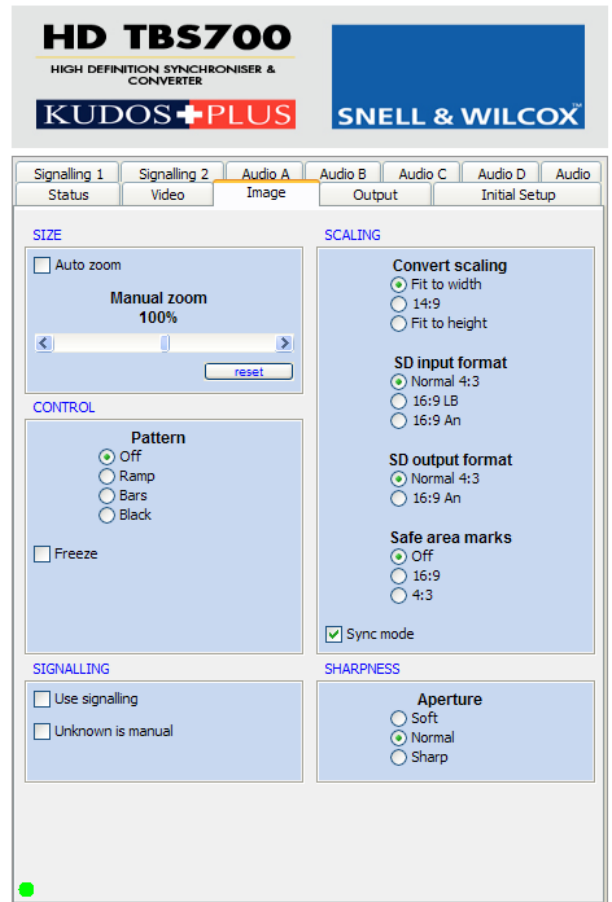 HD TBS700
HIGH DEFINITION SYNCHRONISER &
CONVERTER
KUDOS PLUS
SNELL & WILCOX™
Signalling 1
Signalling 2
Audio A
Audio B
Audio C
Audio D
Audio
Status
Video
Image
Output
Initial Setup
SIZE
Auto zoom
Manual zoom
100%
reset
CONTROL
Pattern
Off
Ramp
Bars
Black
Freeze
SIGNALLING
Use signalling
Unknown is manual
SCALING
Convert scaling
Fit to width
14:9
Fit to height
SD input format
Normal 4:3
16:9 LB
16:9 An
SD output format
Normal 4:3
16:9 An
Safe area marks
Off
16:9
4:3
Sync mode
SHARPNESS
Aperture
Soft
Normal
Sharp